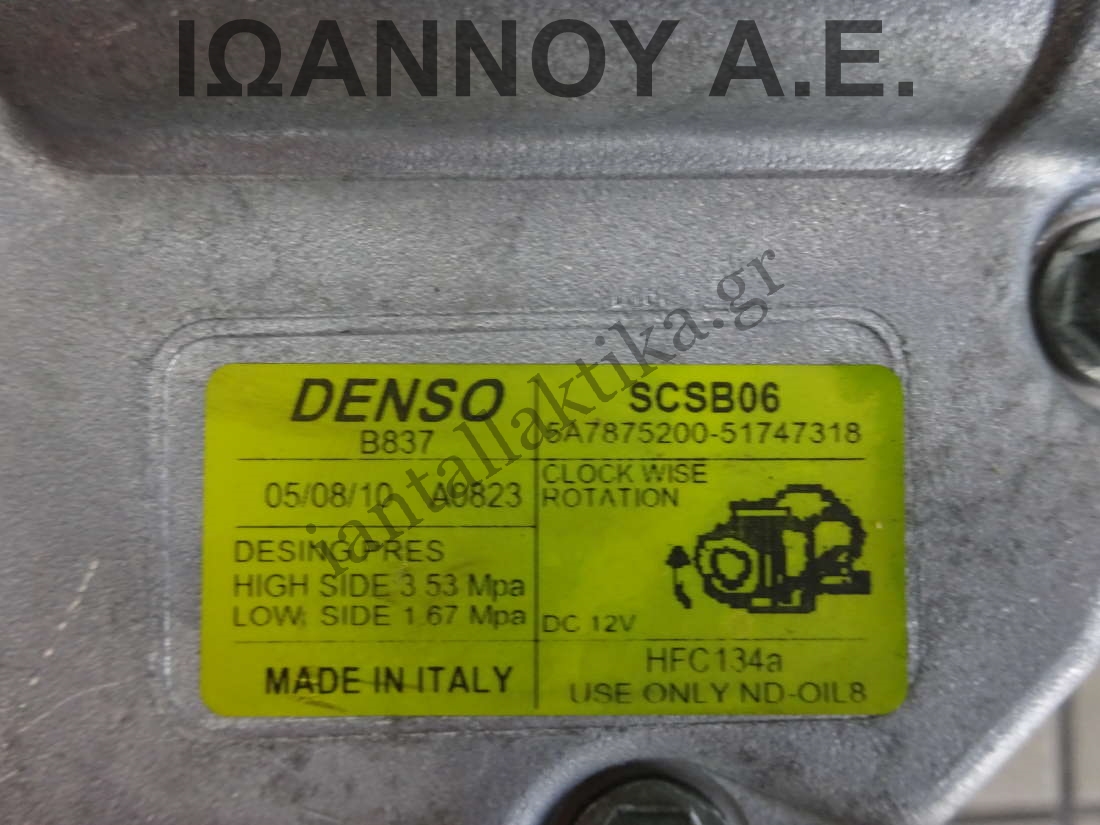 ΙΩΑΝΝΟΥ Α.Ε.
iantallaktika.gr
DENSO
B837
SCSB06
5A7875200-51747318
05/08/10 A0823
CLOCK WISE
ROTATION
DESING PRES
HIGH SIDE 3 53 Mpa
LOW SIDE 1,67 Mpa
DC 12V
MADE IN ITALY
HFC134a
USE ONLY ND-OIL8